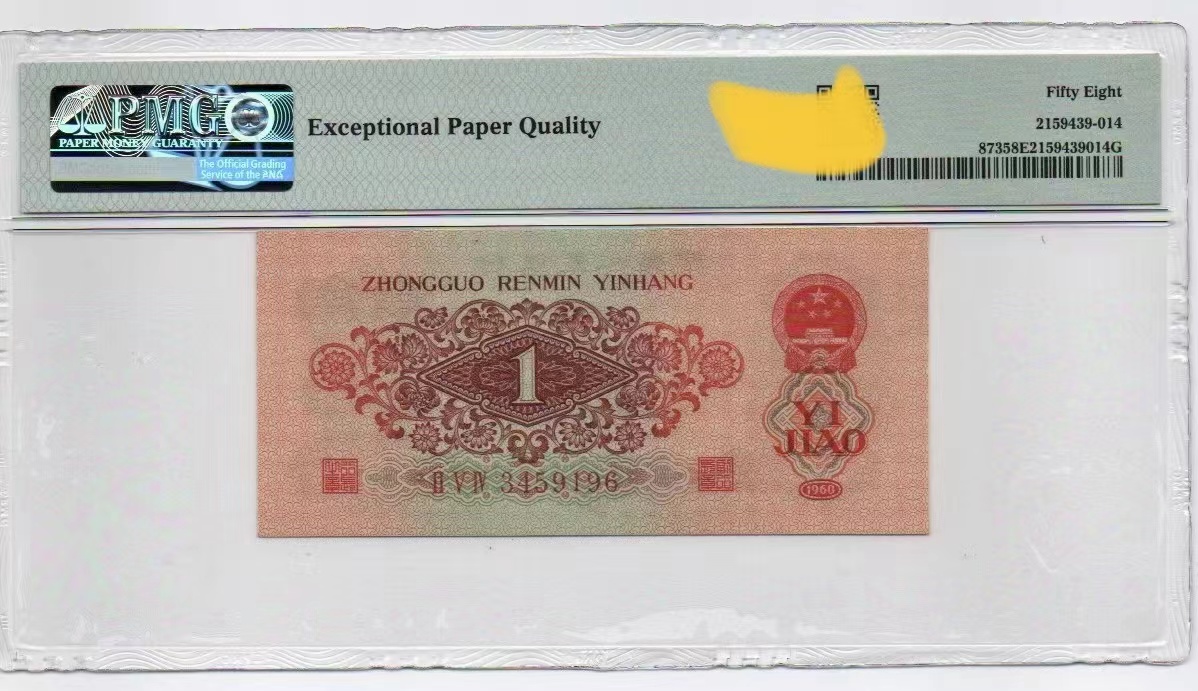 PMG
PAPER MONEY GUARANTY
The Official Grading
Service of the ANA
Exceptional Paper Quality
Fifty Eight
2159439-014
87358E2159439014G
ZHONGGUO RENMIN YINHANG
1
YI
JIAO
ⅡⅤⅣ 3459196
1960